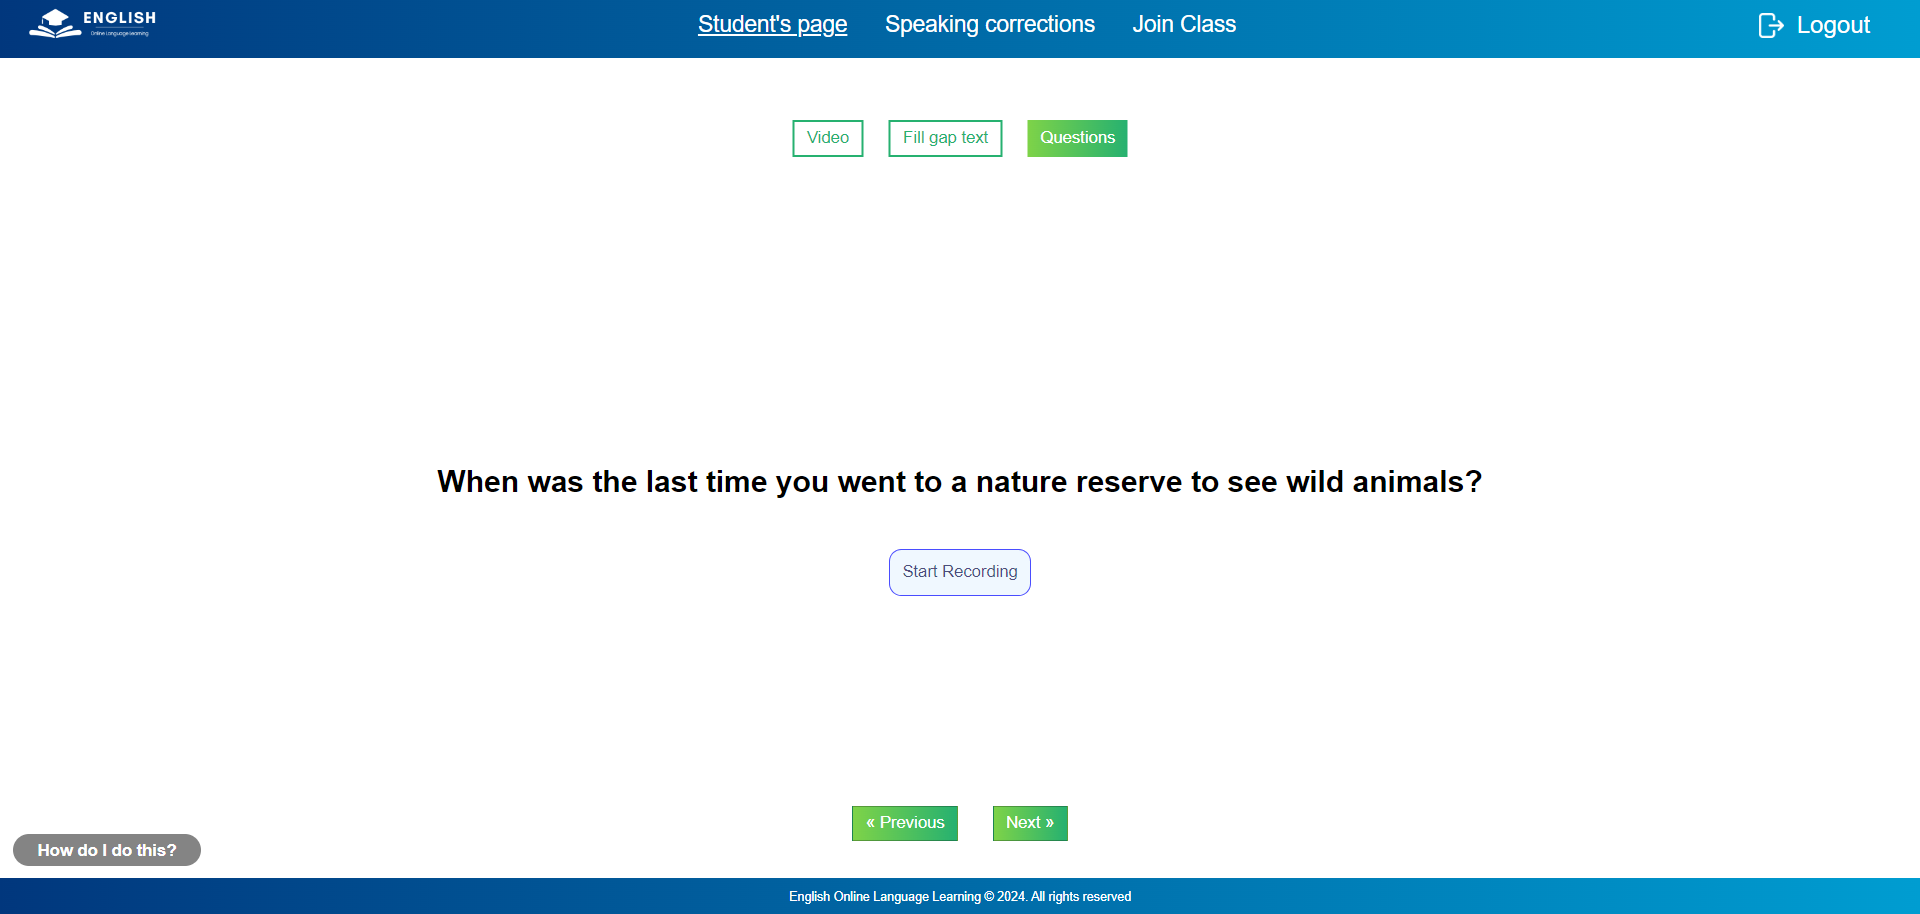 ENGLISH
Online Language Learning
Student's page
Speaking corrections
Join Class
Logout
Video
Fill gap text
Questions
When was the last time you went to a nature reserve to see wild animals?
Start Recording
« Previous
Next »
How do I do this?
English Online Language Learning © 2024. All rights reserved